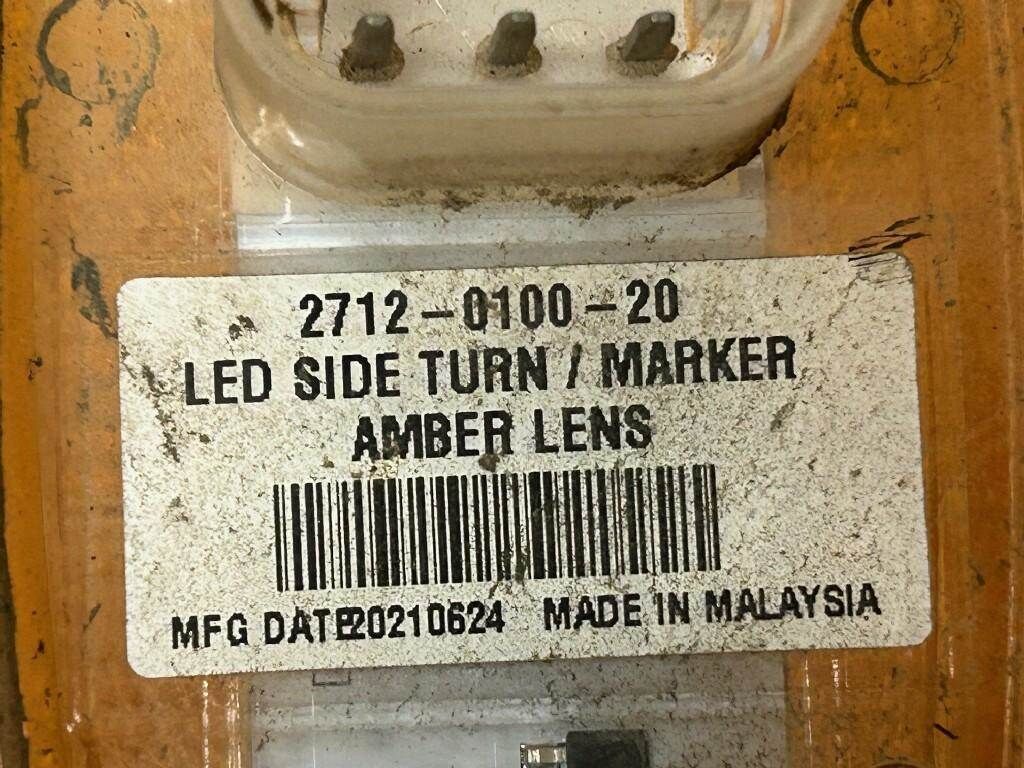 2712-0100-20
LED SIDE TURN / MARKER
AMBER LENS
MFG DATE20210624 MADE IN MALAYSIA